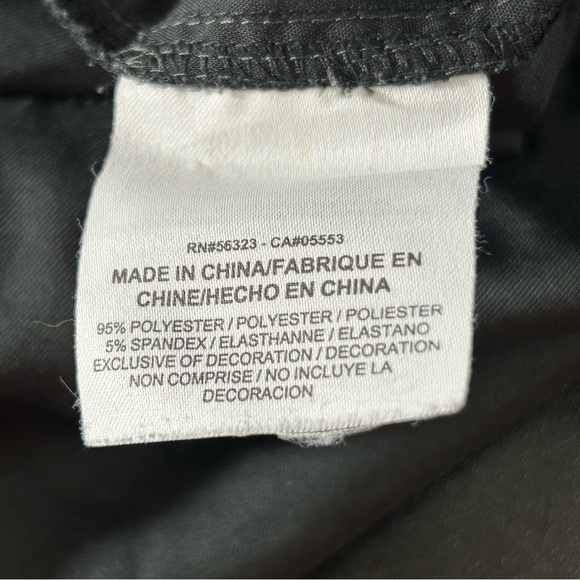 RN#56323 - CA#05553
MADE IN CHINA/FABRIQUE EN
CHINE/HECHO EN CHINA
95% POLYESTER / POLYESTER / POLIESTER
5% SPANDEX / ELASTHANNE / ELASTANO
EXCLUSIVE OF DECORATION / DECORATION
NON COMPRISE / NO INCLUYE LA
DECORACION